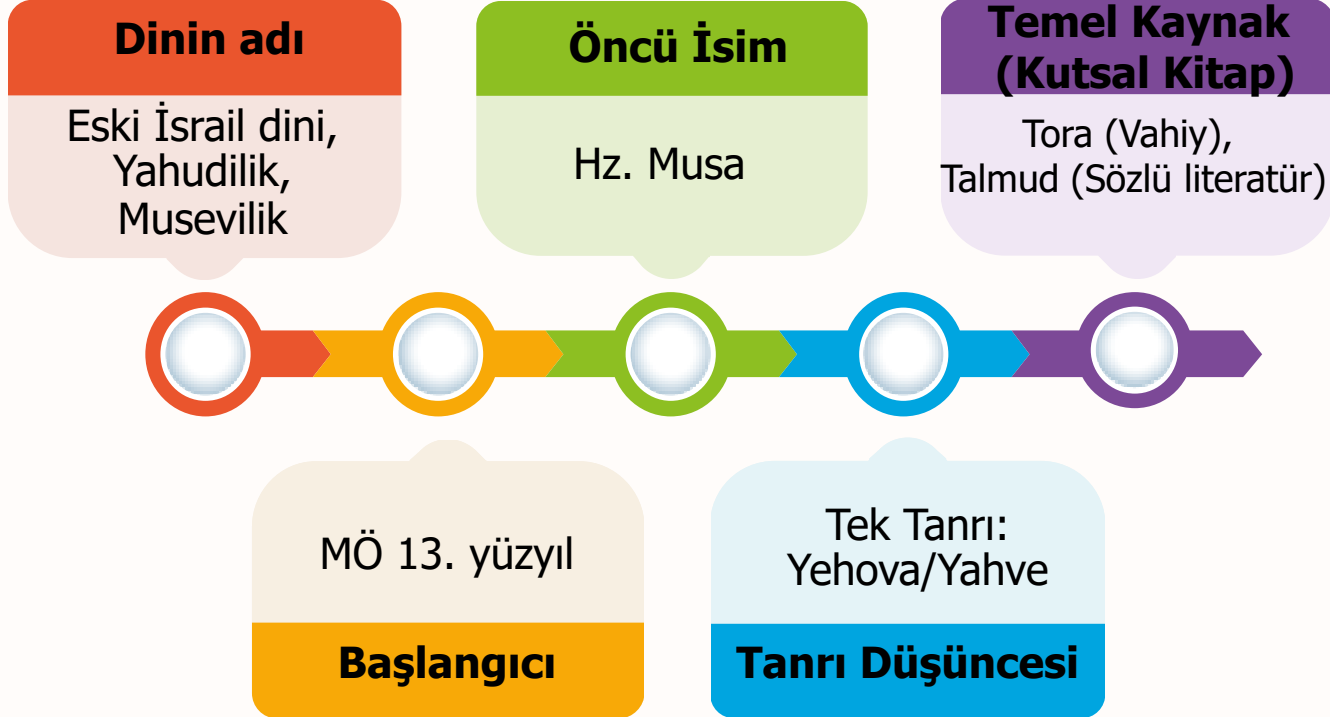 Dinin adı
Eski İsrail dini,
Yahudilik,
Musevilik
Öncü İsim
Hz. Musa
Temel Kaynak
(Kutsal Kitap)
Tora (Vahiy),
Talmud (Sözlü literatür)
MÖ 13. yüzyıl
Başlangıcı
Tek Tanrı:
Yehova/Yahve
Tanrı Düşüncesi